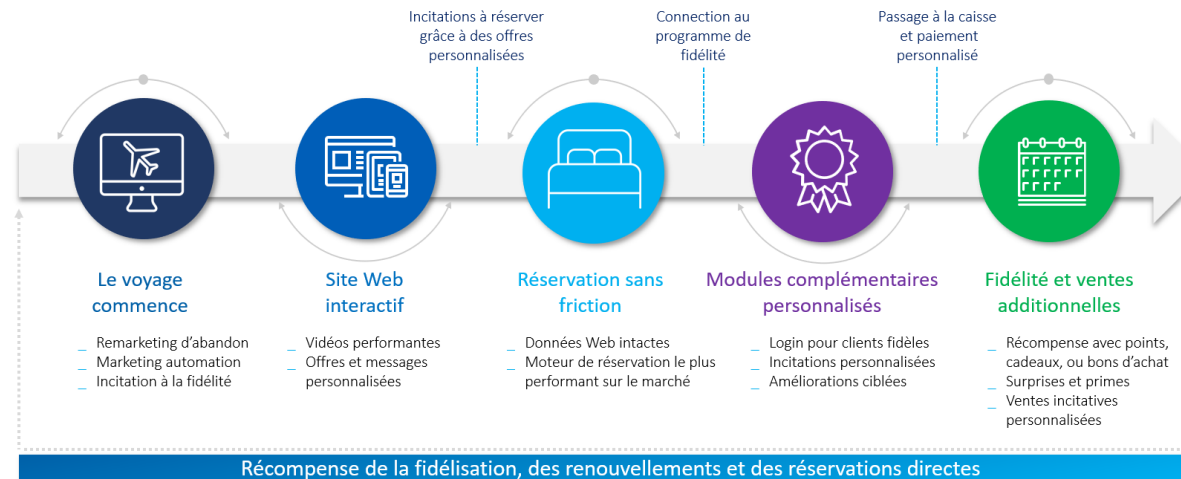 Incitations à réserver
grâce à des offres
personnalisées
Connection au
programme de
fidélité
Passage à la caisse
et paiement
personnalisé
Le voyage
commence
_ Remarketing d’abandon
_ Marketing automation
_ Incitation à la fidélité
Site Web
interactif
_ Vidéos performantes
_ Offres et messages
personnalisées
Réservation sans
friction
_ Données Web intactes
_ Moteur de réservation le plus
performant sur le marché
Modules complémentaires
personnalisés
_ Login pour clients fidèles
_ Incitations personnalisées
_ Améliorations ciblées
Fidélité et ventes
additionnelles
_ Récompense avec points,
cadeaux, ou bons d’achat
_ Surprises et primes
_ Ventes incitatives
personnalisées
Récompense de la fidélisation, des renouvellements et des réservations directes